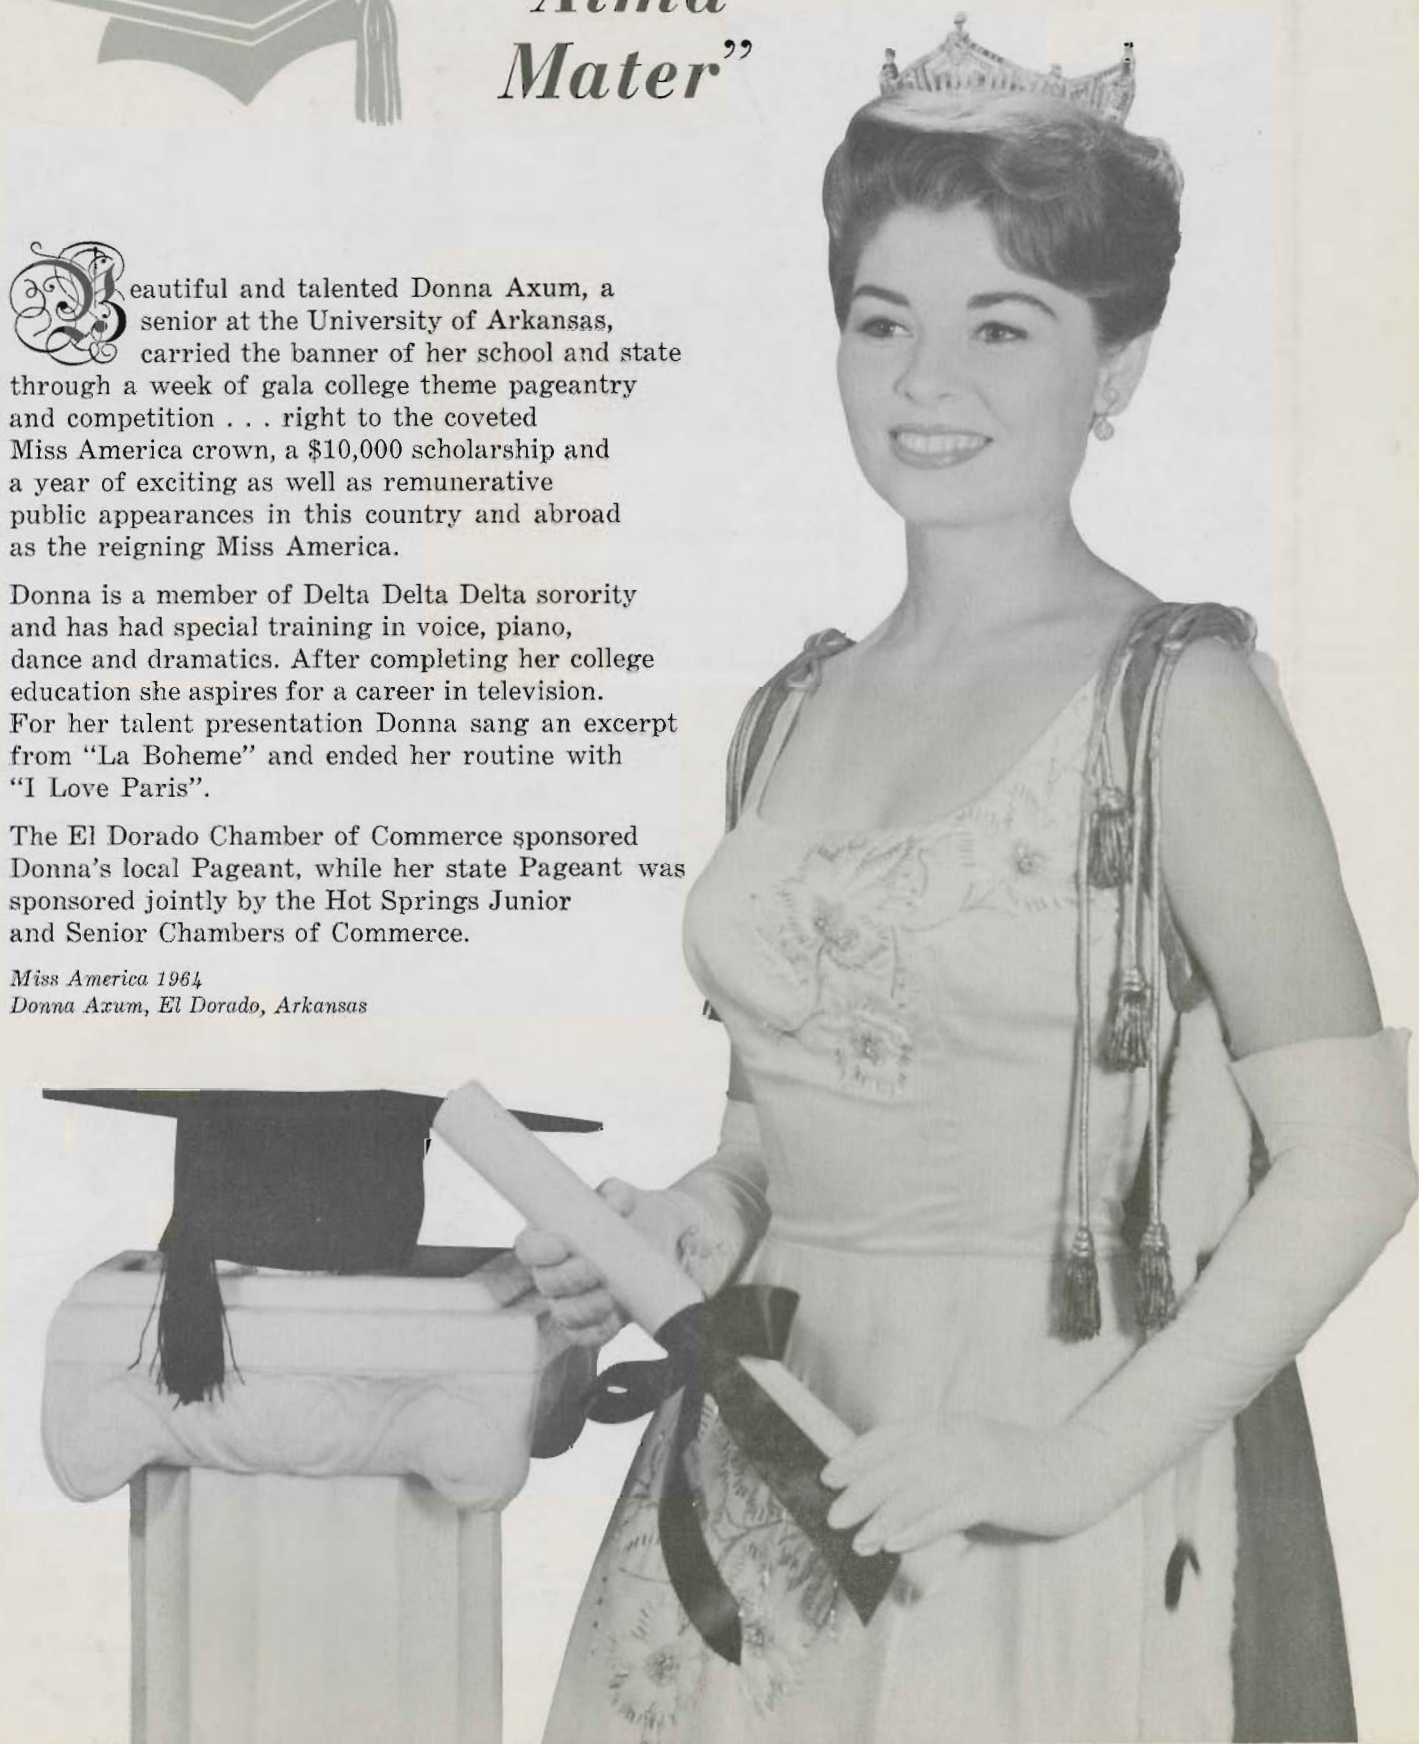 Alma
Mater”
Beautiful and talented Donna Axum, a
senior at the University of Arkansas,
carried the banner of her school and state
through a week of gala college theme pageantry
and competition . . . right to the coveted
Miss America crown, a $10,000 scholarship and
a year of exciting as well as remunerative
public appearances in this country and abroad
as the reigning Miss America.
Donna is a member of Delta Delta Delta sorority
and has had special training in voice, piano,
dance and dramatics. After completing her college
education she aspires for a career in television.
For her talent presentation Donna sang an excerpt
from “La Boheme” and ended her routine with
“I Love Paris”.
The El Dorado Chamber of Commerce sponsored
Donna’s local Pageant, while her state Pageant was
sponsored jointly by the Hot Springs Junior
and Senior Chambers of Commerce.
Miss America 1964
Donna Axum, El Dorado, Arkansas